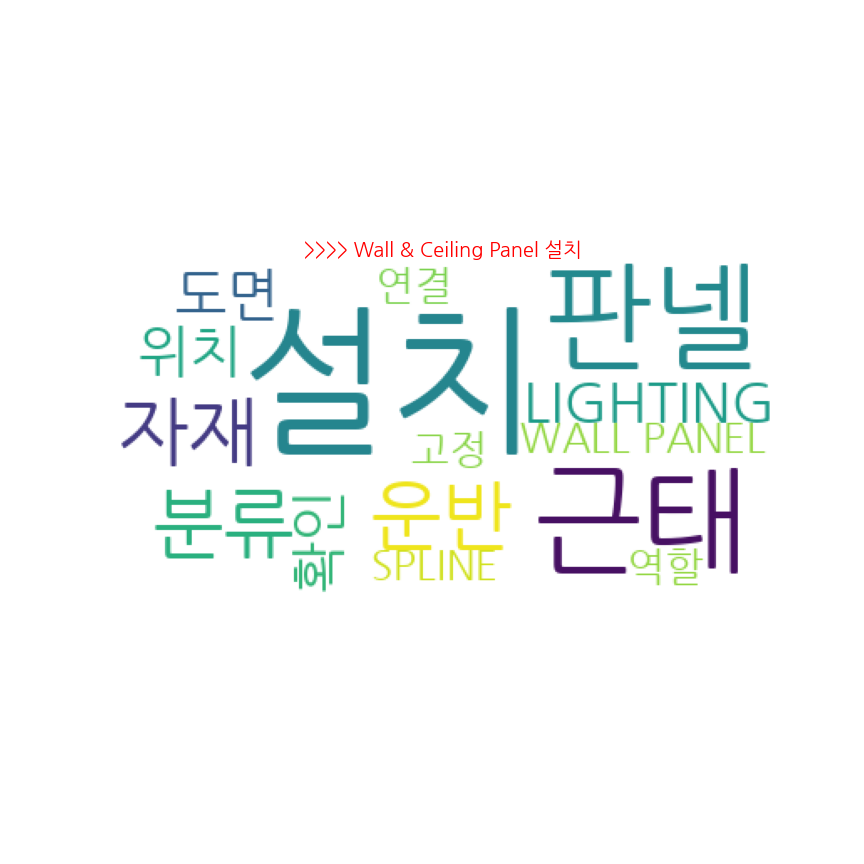 >>>> Wall & Ceiling Panel 설치
도면
연결
판넬
위치
설치
LIGHTING
자재
고정
WALL PANEL
분류
확인
운반
근태
SPLINE
역할